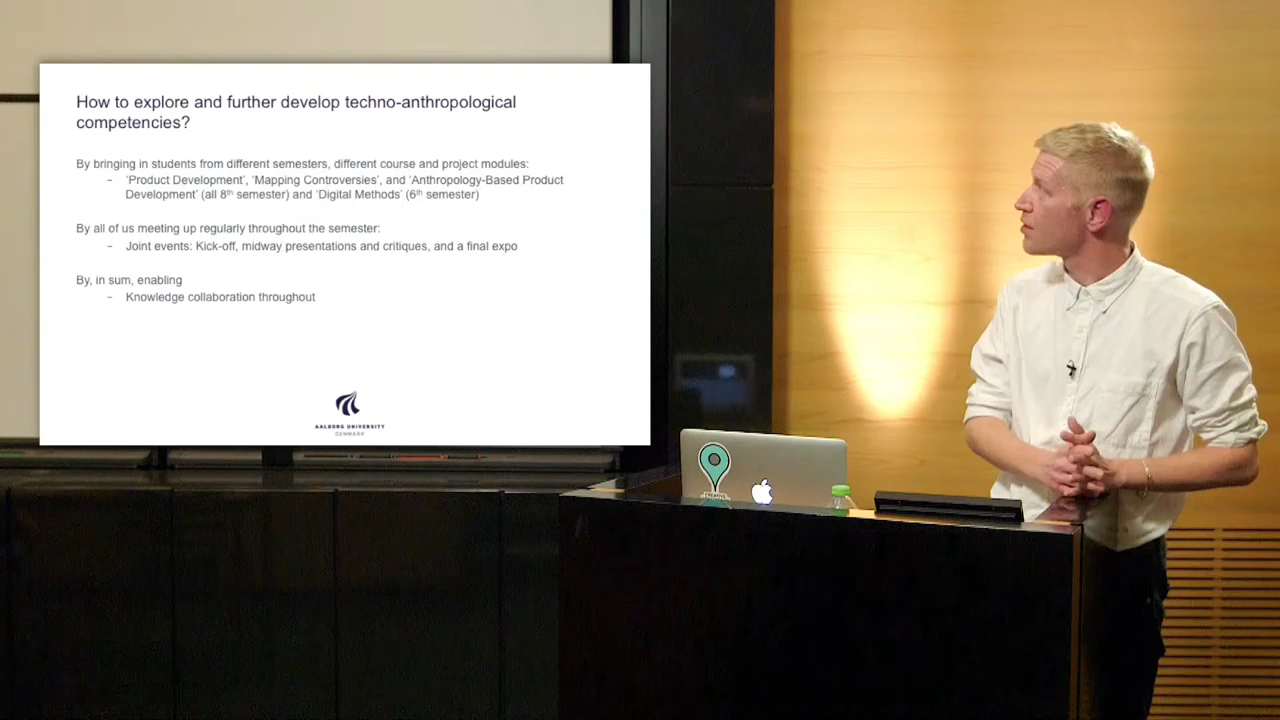 How to explore and further develop techno-anthropological
competencies?
By bringing in students from different semesters, different course and project modules:
- 'Product Development', 'Mapping Controversies', and 'Anthropology-Based Product
Development' (all 8th semester) and 'Digital Methods' (6th semester)
By all of us meeting up regularly throughout the semester:
- Joint events: Kick-off, midway presentations and critiques, and a final expo
By, in sum, enabling
- Knowledge collaboration throughout
AALBORG UNIVERSITY
DENMARK
CREATIVE